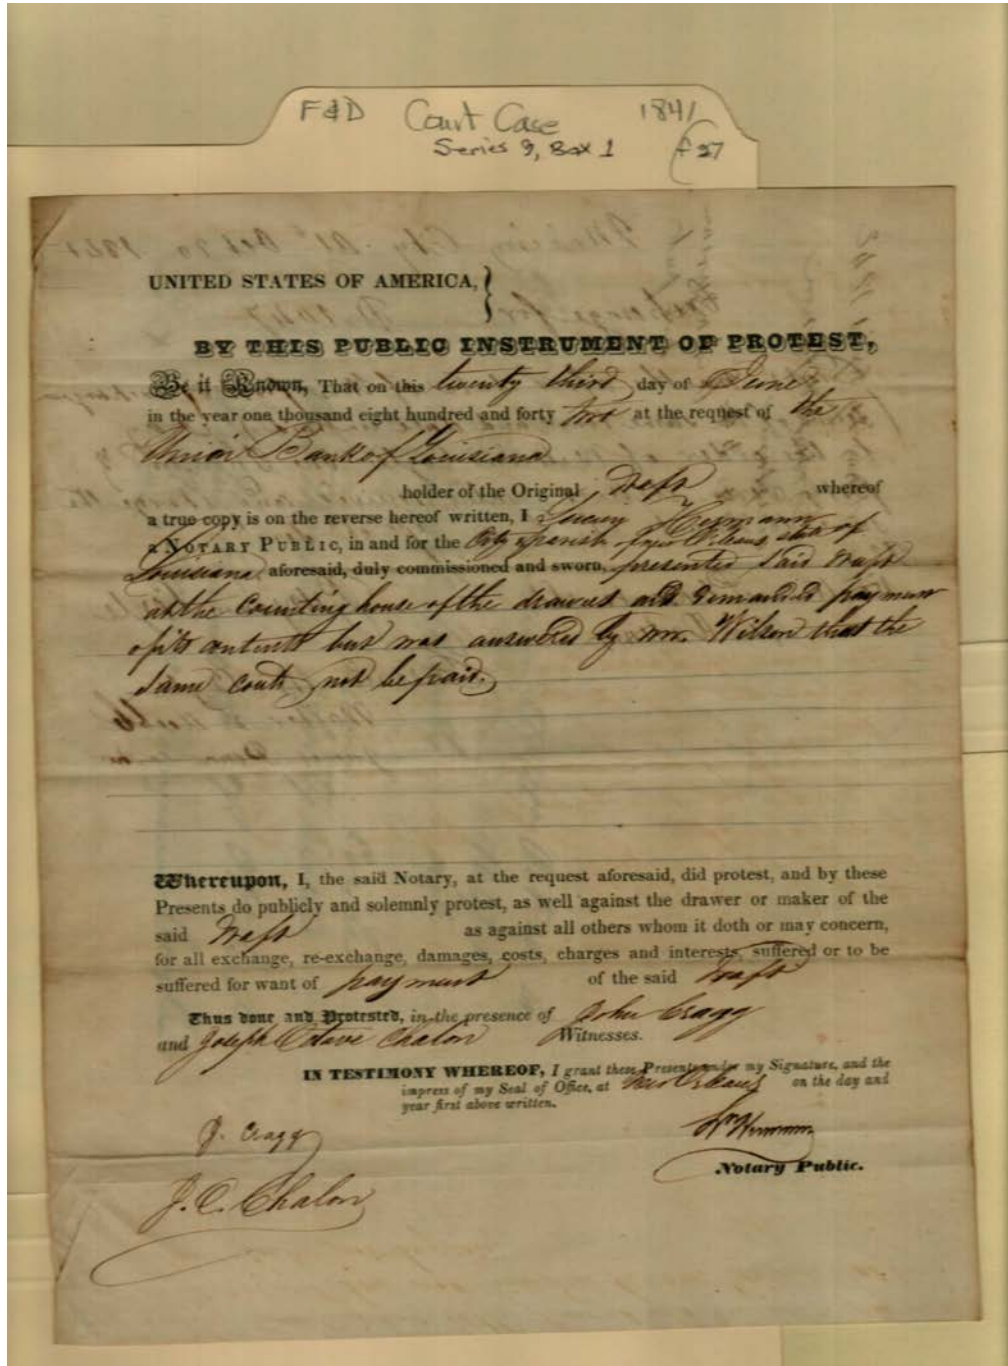 F&D Court Case 1841
Series 9, Box 1 f 27
UNITED STATES OF AMERICA,
BY THIS PUBLIC INSTRUMENT OF PROTEST,
Be it Known, That on this twenty third day of June
in the year one thousand eight hundred and forty two at the request of the
Union Bank of Louisiana
holder of the Original Draft whereof
a true copy is on the reverse hereof written, I Hermann
a NOTARY PUBLIC, in and for the City & parish of New Orleans, state of
Louisiana aforesaid, duly commissioned and sworn, presented said draft
at the Counting house of the drawees and demanded payment
of its contents but was answered by Mr. Wilson that the
same could not be paid.
Whereupon, I, the said Notary, at the request aforesaid, did protest, and by these
Presents do publicly and solemnly protest, as well against the drawer or maker of the
said Draft as against all others whom it doth or may concern,
for all exchange, re-exchange, damages, costs, charges and interests, suffered or to be
suffered for want of payment of the said Draft
Thus done and Protested, in the presence of John Cragg
and Joseph Octave Chalon Witnesses.
IN TESTIMONY WHEREOF, I grant these Presents under my Signature, and the
impress of my Seal of Office, at New Orleans on the day and
year first above written.
J. Cragg
Hermann
Notary Public.
J. O. Chalon